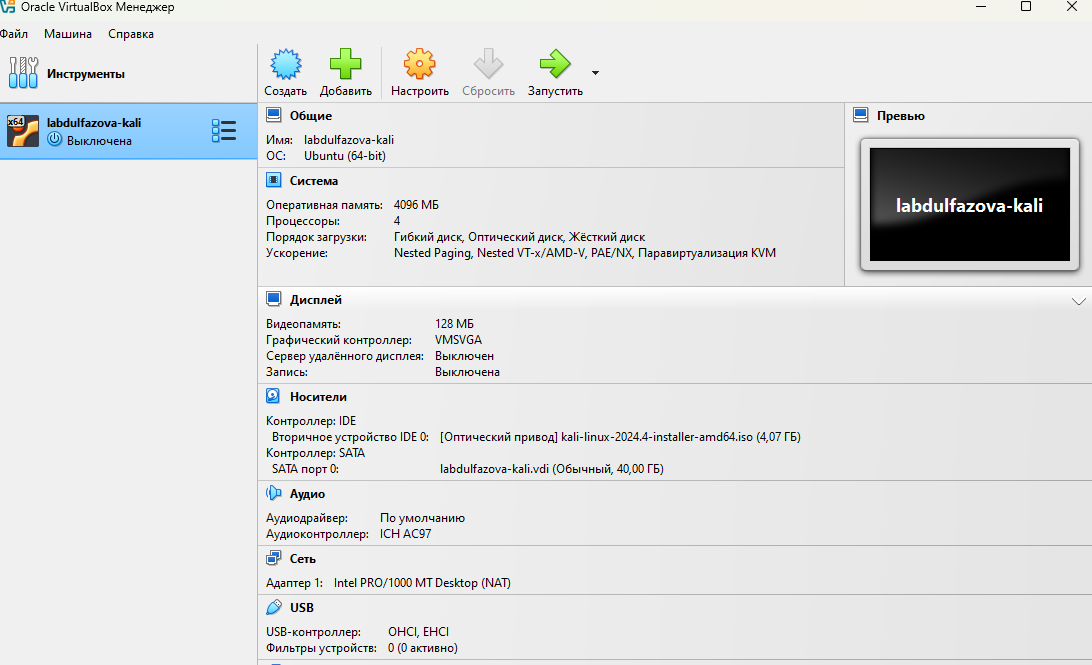 Oracle VirtualBox Менеджер
Файл Машина Справка
Инструменты
Создать Добавить Настроить Сбросить Запустить
x64
labdulfazova-kali
Выключена
Общие
Имя: labdulfazova-kali
ОС: Ubuntu (64-bit)
Система
Оперативная память: 4096 МБ
Процессоры: 4
Порядок загрузки: Гибкий диск, Оптический диск, Жёсткий диск
Ускорение: Nested Paging, Nested VT-x/AMD-V, PAE/NX, Паравиртуализация KVM
Превью
labdulfazova-kali
Дисплей
Видеопамять: 128 МБ
Графический контроллер: VMSVGA
Сервер удалённого дисплея: Выключен
Запись: Выключена
Носители
Контроллер: IDE
Вторичное устройство IDE 0: [Оптический привод] kali-linux-2024.4-installer-amd64.iso (4,07 ГБ)
Контроллер: SATA
SATA порт 0: labdulfazova-kali.vdi (Обычный, 40,00 ГБ)
Аудио
Аудиодрайвер: По умолчанию
Аудиоконтроллер: ICH AC97
Сеть
Адаптер 1: Intel PRO/1000 MT Desktop (NAT)
USB
USB-контроллер: OHCI, EHCI
Фильтры устройств: 0 (0 активно)